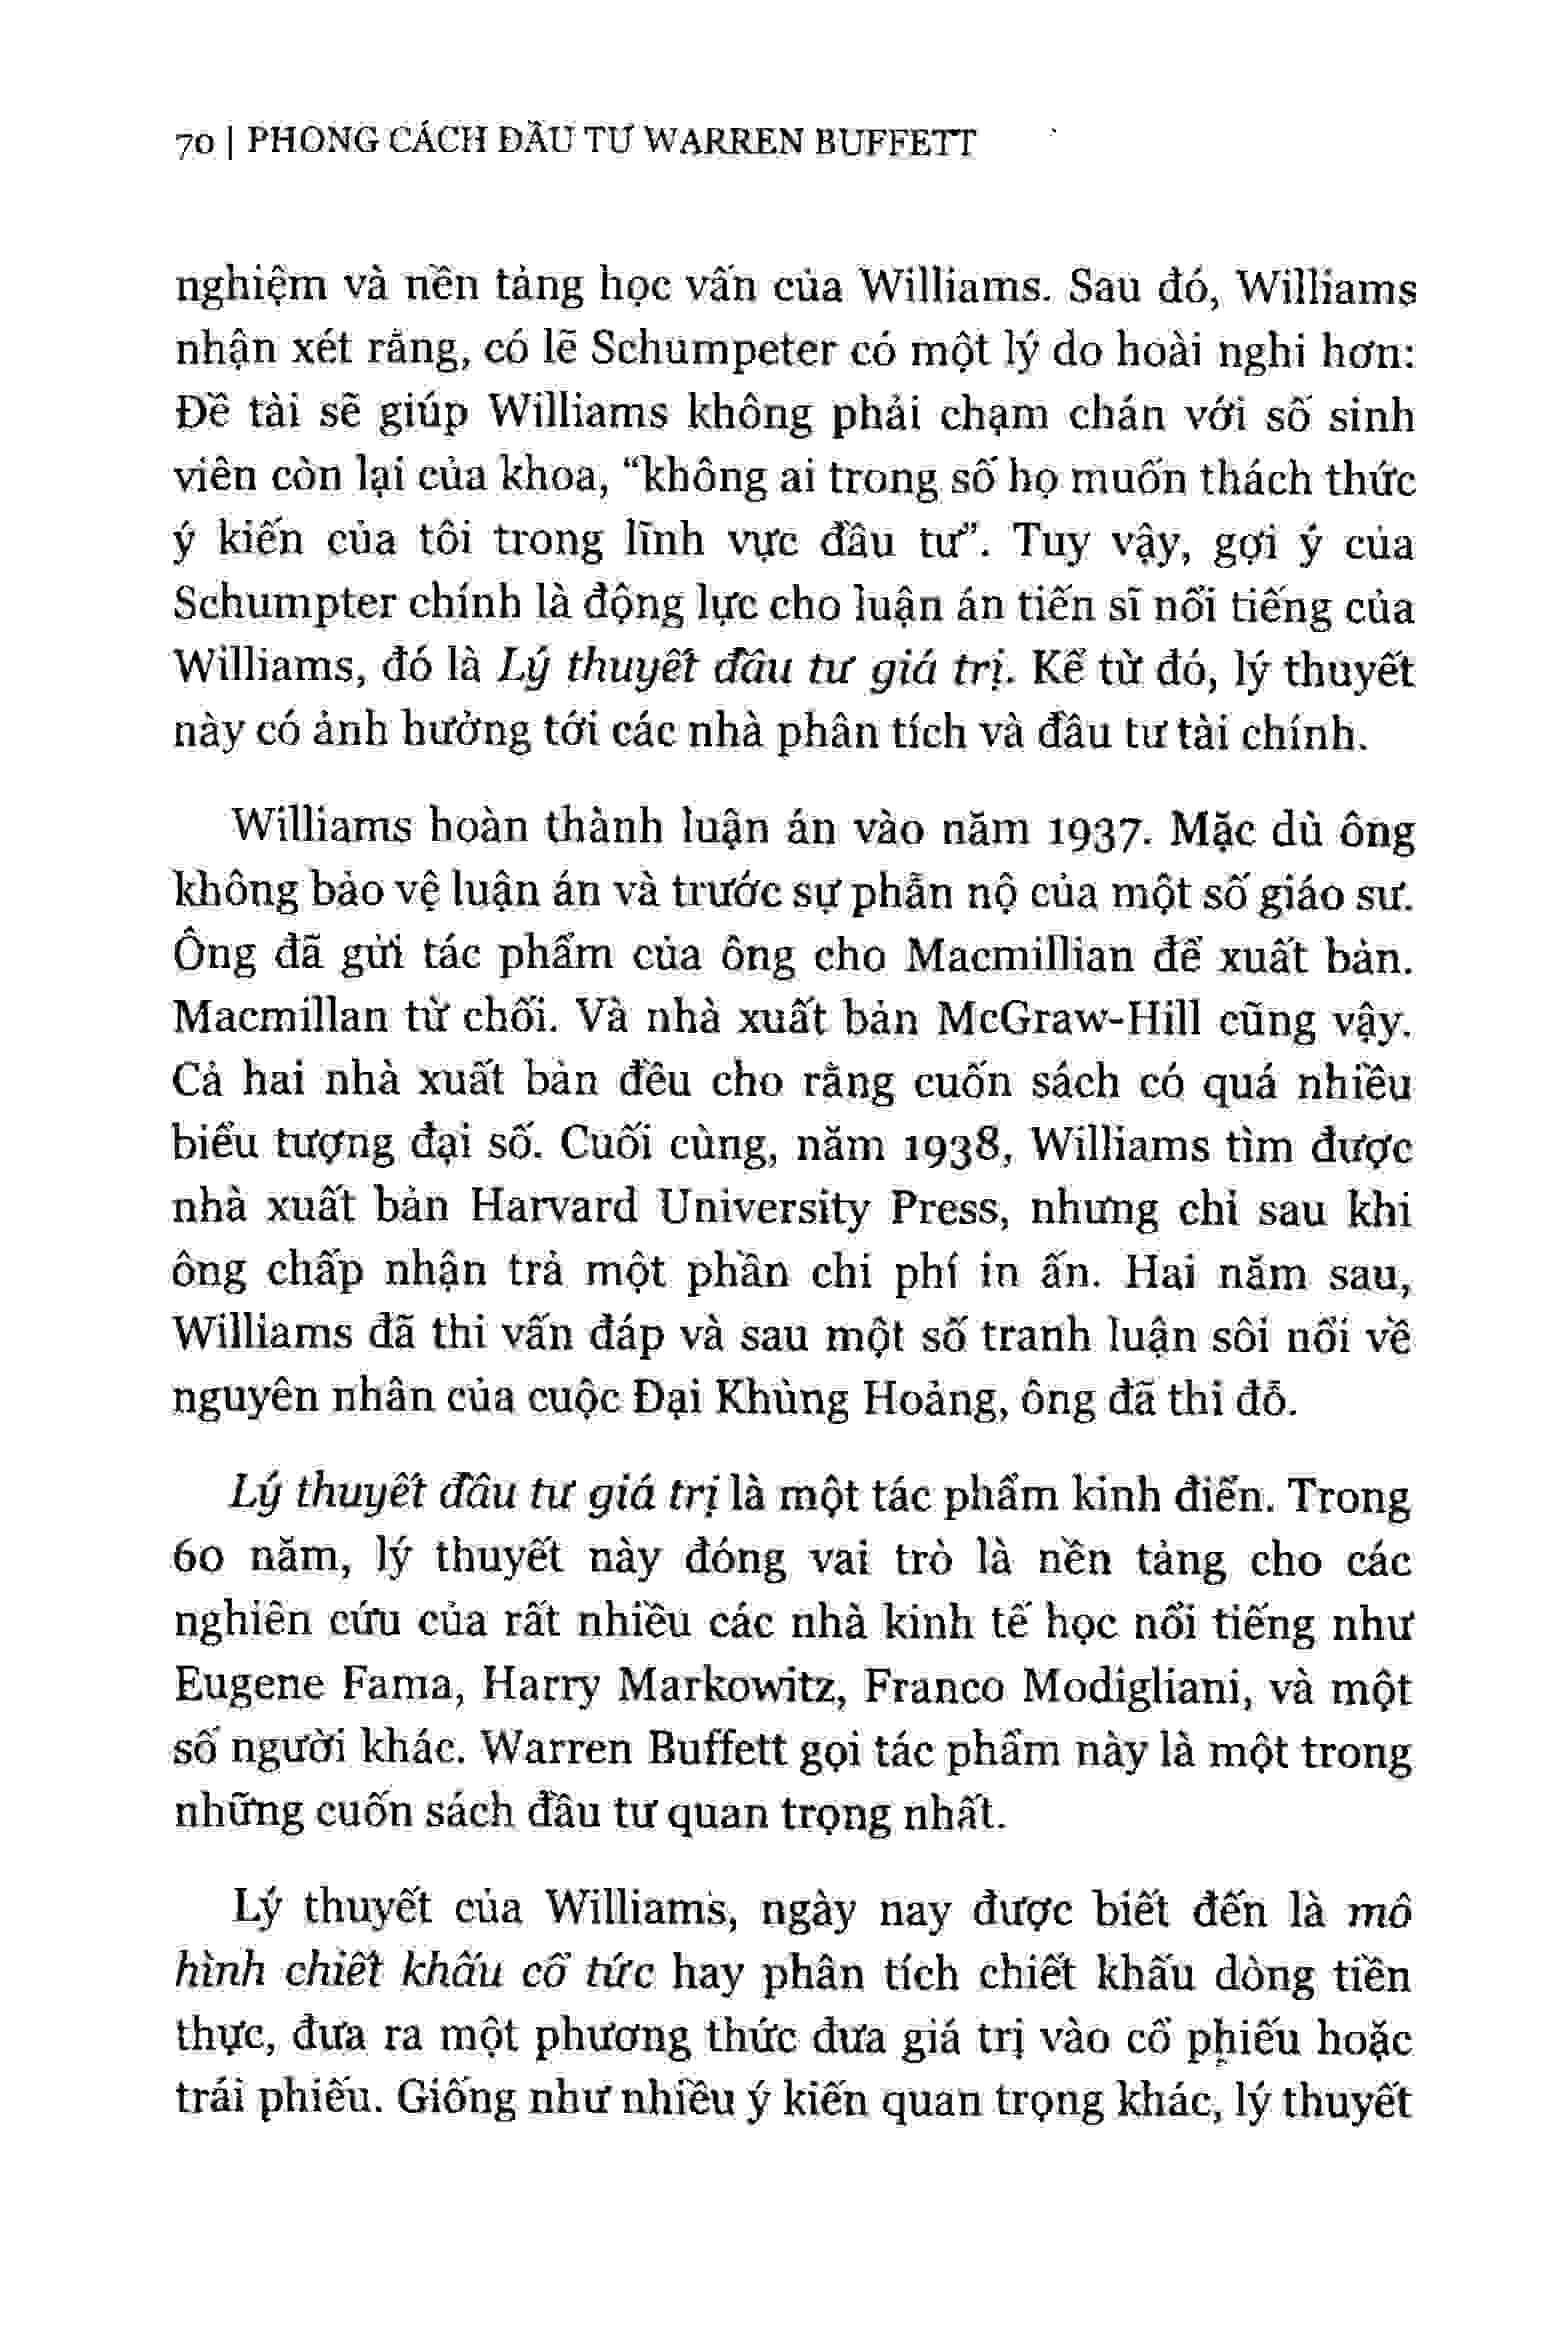 70 | PHONG CÁCH ĐẦU TƯ WARREN BUFFETT
nghiệm và nền tảng học vấn của Williams. Sau đó, Williams
nhận xét rằng, có lẽ Schumpeter có một lý do hoài nghi hơn:
Đề tài sẽ giúp Williams không phải chạm chán với số sinh
viên còn lại của khoa, “không ai trong số họ muốn thách thức
ý kiến của tôi trong lĩnh vực đầu tư”. Tuy vậy, gợi ý của
Schumpter chính là động lực cho luận án tiến sĩ nổi tiếng của
Williams, đó là Lý thuyết đầu tư giá trị. Kể từ đó, lý thuyết
này có ảnh hưởng tới các nhà phân tích và đầu tư tài chính.
Williams hoàn thành luận án vào năm 1937. Mặc dù ông
không bảo vệ luận án và trước sự phẫn nộ của một số giáo sư.
Ông đã gửi tác phẩm của ông cho Macmillian để xuất bản.
Macmillan từ chối. Và nhà xuất bản McGraw-Hill cũng vậy.
Cả hai nhà xuất bản đều cho rằng cuốn sách có quá nhiều
biểu tượng đại số. Cuối cùng, năm 1938, Williams tìm được
nhà xuất bản Harvard University Press, nhưng chỉ sau khi
ông chấp nhận trả một phần chi phí in ấn. Hai năm sau,
Williams đã thi vấn đáp và sau một số tranh luận sôi nổi về
nguyên nhân của cuộc Đại Khủng Hoảng, ông đã thi đỗ.
Lý thuyết đầu tư giá trị là một tác phẩm kinh điển. Trong
60 năm, lý thuyết này đóng vai trò là nền tảng cho các
nghiên cứu của rất nhiều các nhà kinh tế học nổi tiếng như
Eugene Fama, Harry Markowitz, Franco Modigliani, và một
số người khác. Warren Buffett gọi tác phẩm này là một trong
những cuốn sách đầu tư quan trọng nhất.
Lý thuyết của Williams, ngày nay được biết đến là mô
hình chiết khấu cổ tức hay phân tích chiết khấu dòng tiền
thực, đưa ra một phương thức đưa giá trị vào cổ phiếu hoặc
trái phiếu. Giống như nhiều ý kiến quan trọng khác, lý thuyết